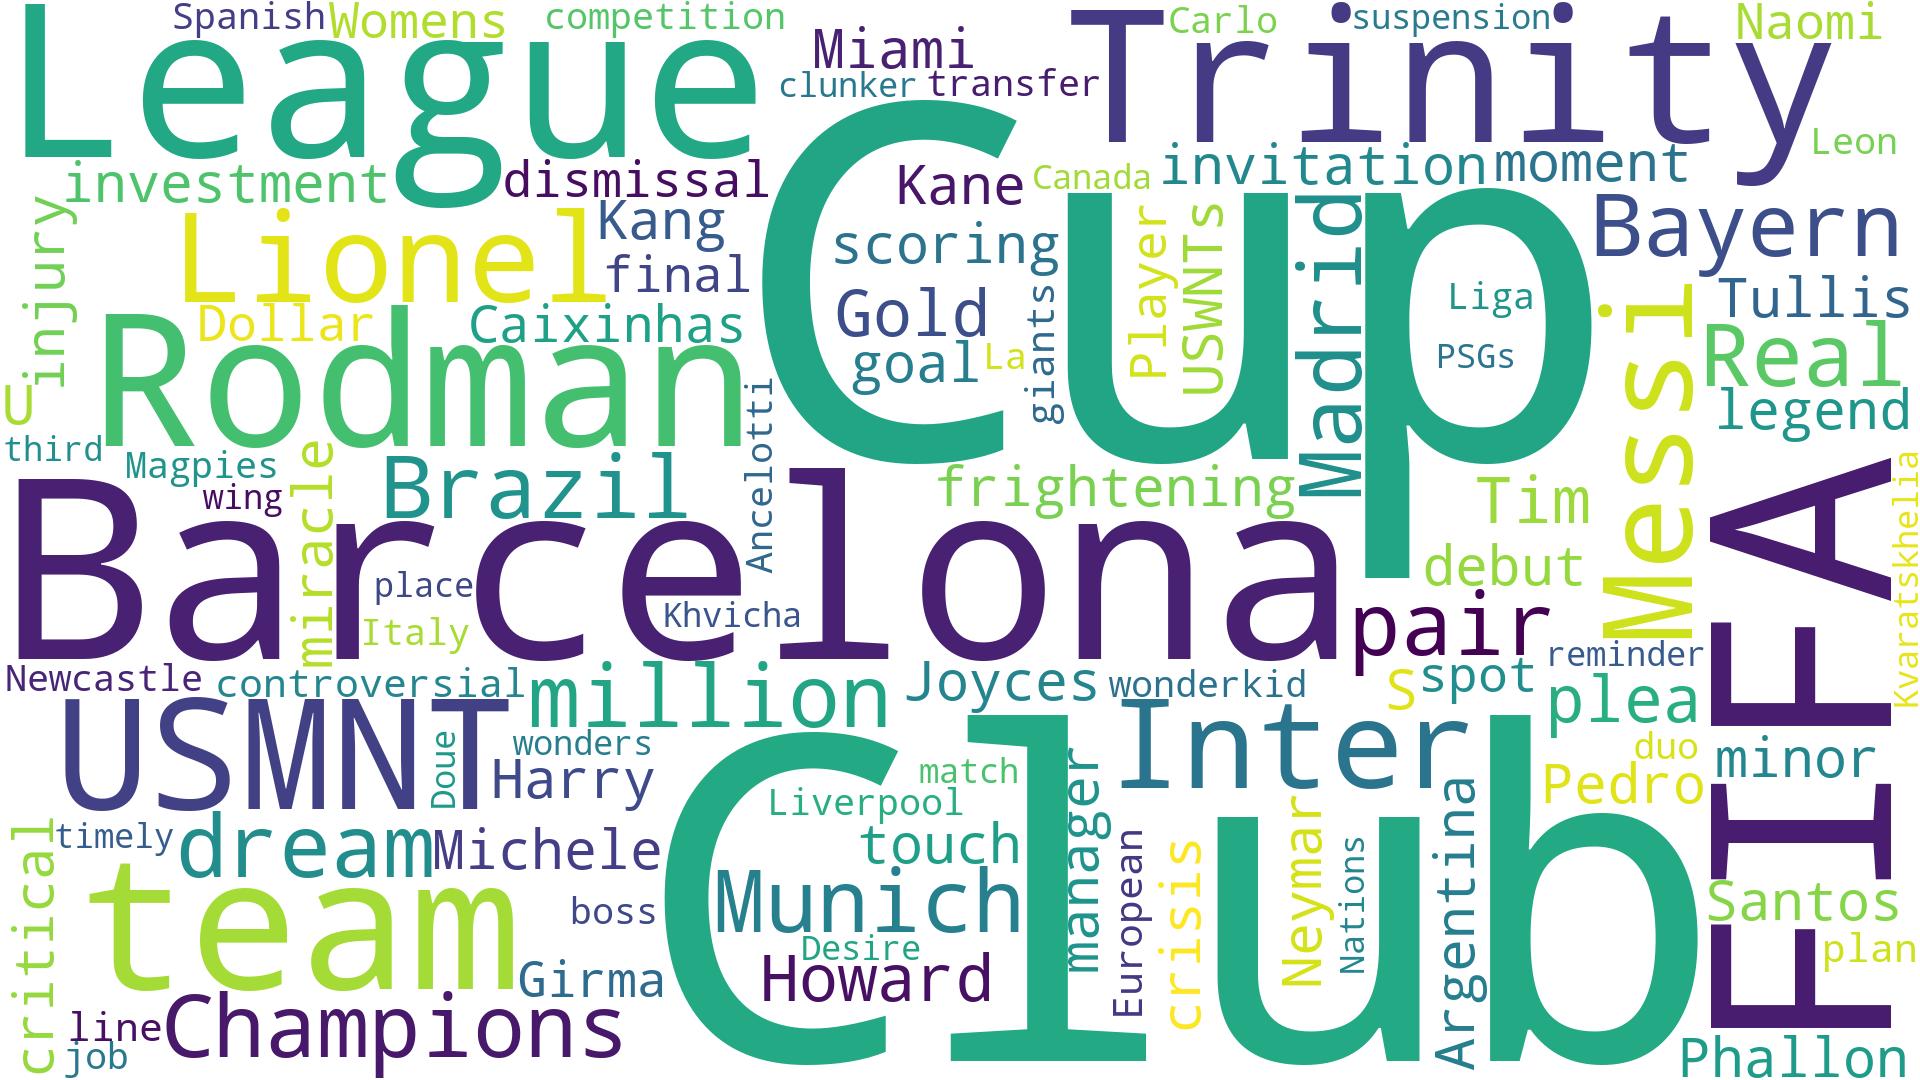 Spanish
Womens
competition
Carlo
suspension
Naomi
League
Miami
Trinity
clunker
transfer
Leon
Cup
investment
dismissal
Kane
Canada
invitation
moment
injury
Lionel
Kang
scoring
Player
USWNTs
Madrid
Bayern
final
Gold
giants
Liga
Messi
Tullis
Dollar
Caixinhas
goal
La
PSGs
Real
U
Rodman
legend
third
Magpies
wing
miracle
Brazil
Ancelotti
frightening
Tim
FIFA
Kvaratskhelia
Barcelona
debut
place
Khvicha
pair
Italy
Newcastle
controversial
million
Joyces
wonderkid
S
spot
reminder
plea
USMNT
Doue
wonders
Harry
Club
match
manager
Inter
duo
minor
Pedro
critical
timely
dream
Michele
Liverpool
touch
European
crisis
Neymar
Nations
Argentina
team
boss
Munich
Santos
Desire
plan
Girma
Howard
line
Champions
job
Phallon